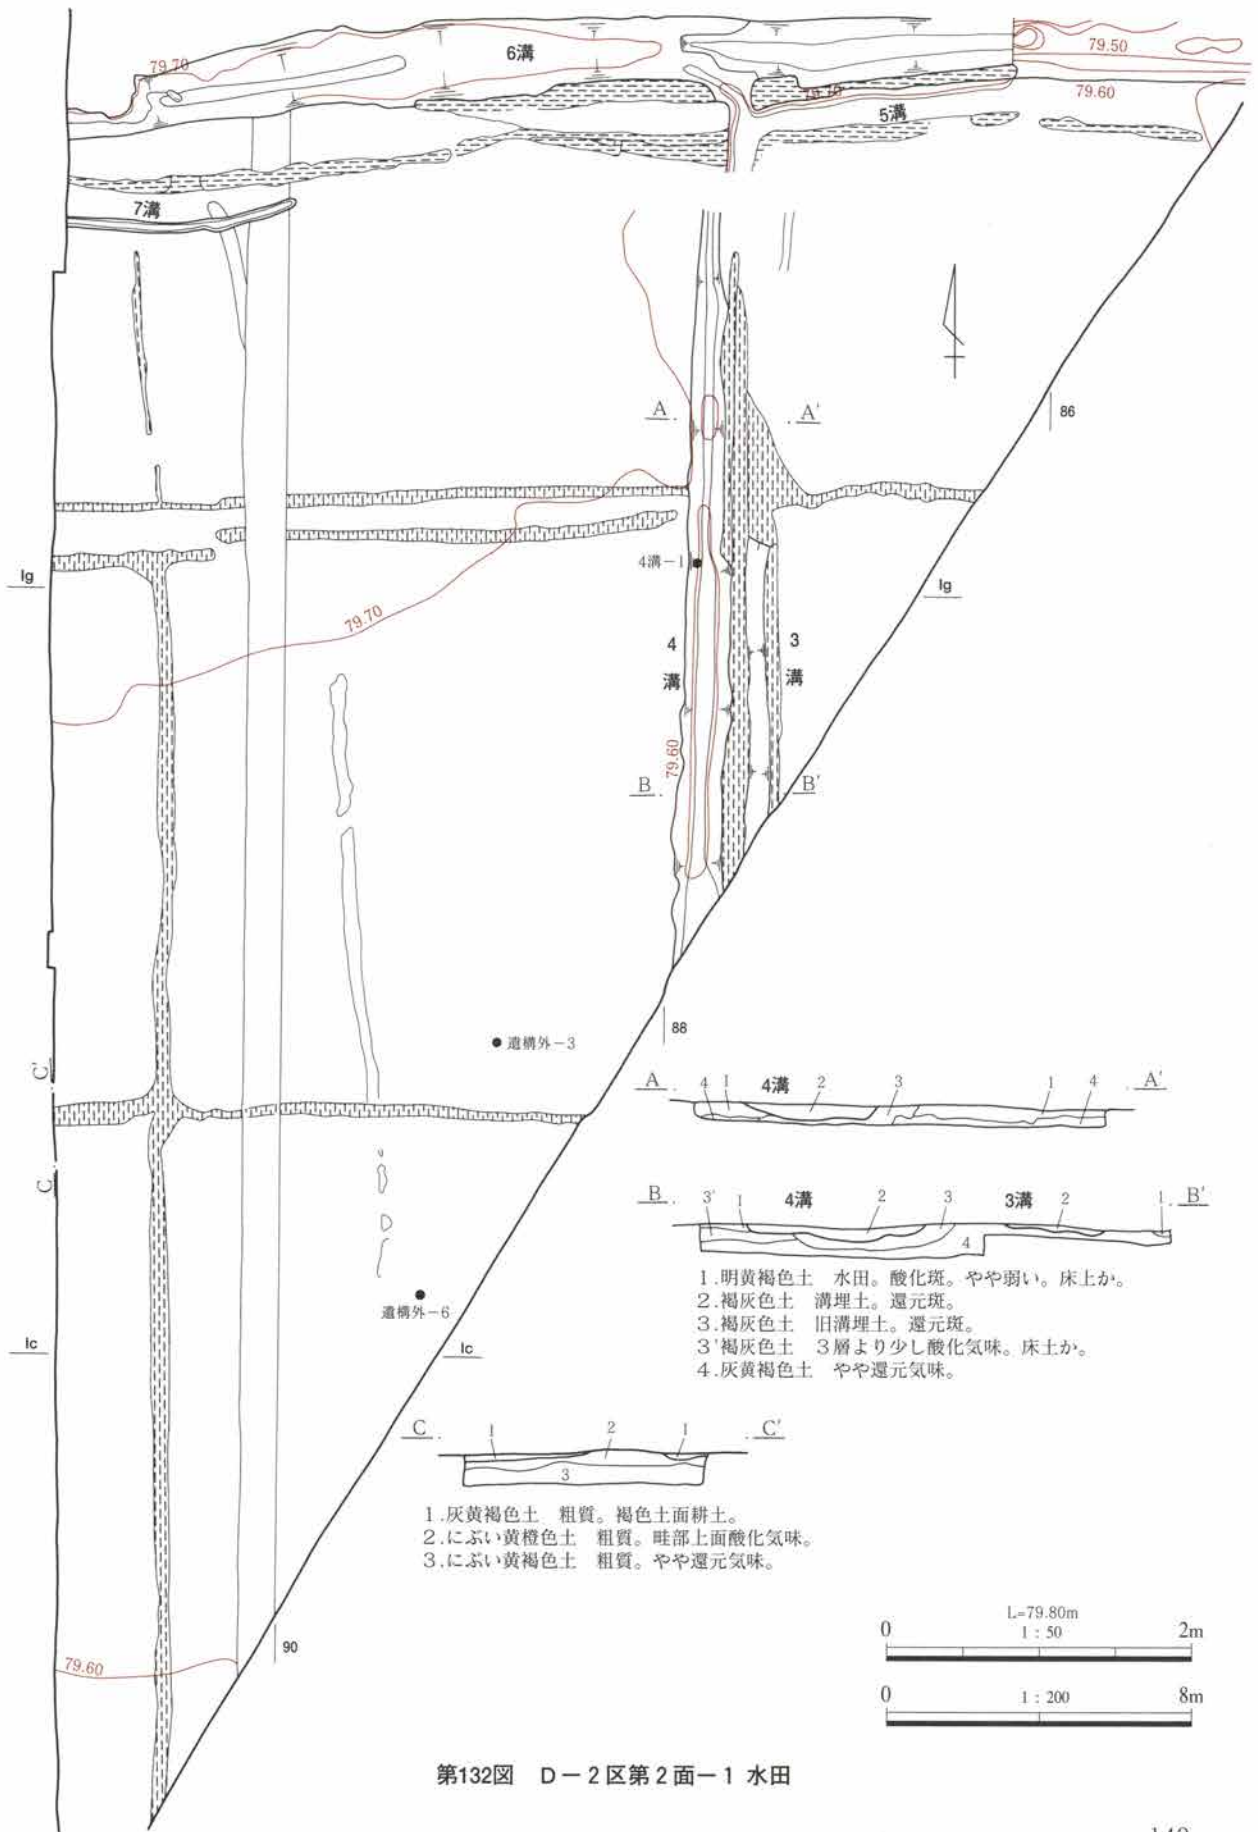 79.70
6溝
79.50
79.60
79.70
5溝
7溝
A
A'
86
Ig
4溝−1
Ig
79.70
4溝
3溝
79.60
B
B'
遺構外−3
88
C'
C
A 4 1 4溝 2 3 1 4 A'
遺構外−6
B 3' 1 4溝 2 3 3溝 2 1 B'
4
Ic
Ic
1.明黄褐色土　水田。酸化斑。やや弱い。床上か。
2.褐灰色土　溝埋土。還元斑。
3.褐灰色土　旧溝埋土。還元斑。
3'褐灰色土　3層より少し酸化気味。床土か。
4.灰黄褐色土　やや還元気味。
C 1 2 1 C'
3
1.灰黄褐色土　粗質。褐色土面耕土。
2.にぶい黄橙色土　粗質。畦部上面酸化気味。
3.にぶい黄褐色土　粗質。やや還元気味。
90
79.60
L=79.80m
0 1：50 2m
0 1：200 8m
第132図　D−2区第2面−1 水田